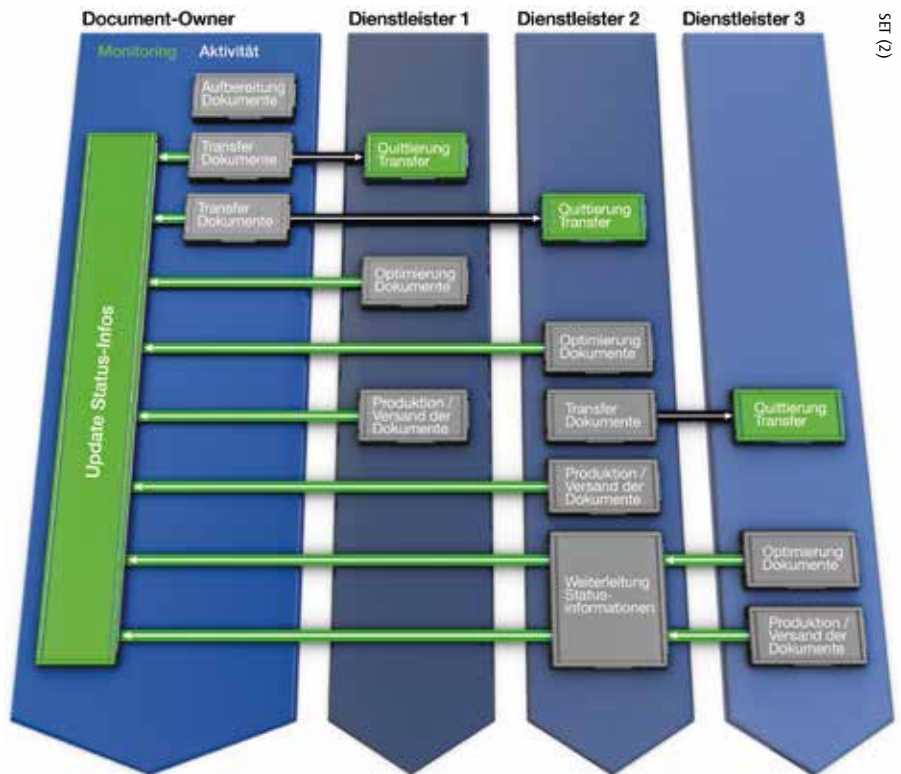 Document-Owner
Dienstleister 1
Dienstleister 2
Dienstleister 3
SET (2)
Monitoring
Aktivität
Aufbereitung
Dokumente
Transfer
Dokumente
Quittierung
Transfer
Transfer
Dokumente
Quittierung
Transfer
Optimierung
Dokumente
Optimierung
Dokumente
Update Status-Infos
Produktion /
Versand der
Dokumente
Transfer
Dokumente
Quittierung
Transfer
Produktion /
Versand der
Dokumente
Weiterleitung
Status-
informationen
Optimierung
Dokumente
Produktion /
Versand der
Dokumente